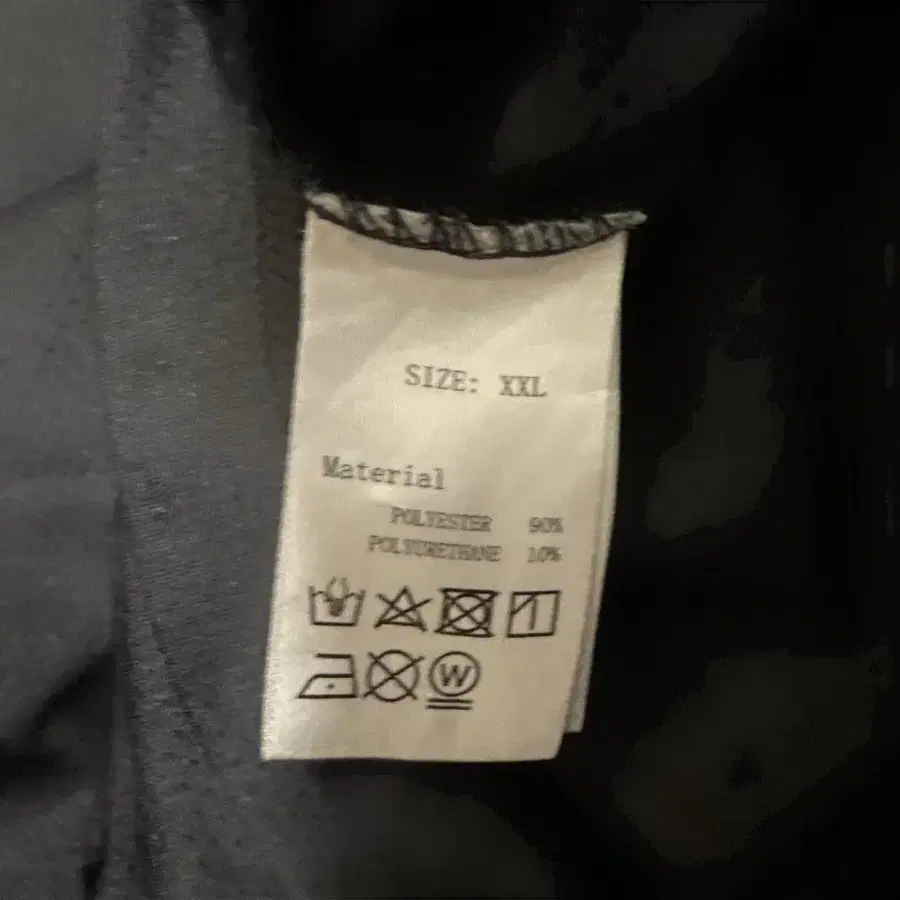 SIZE: XXL
Material
POLYESTER 90%
POLYURETHANE 10%
W